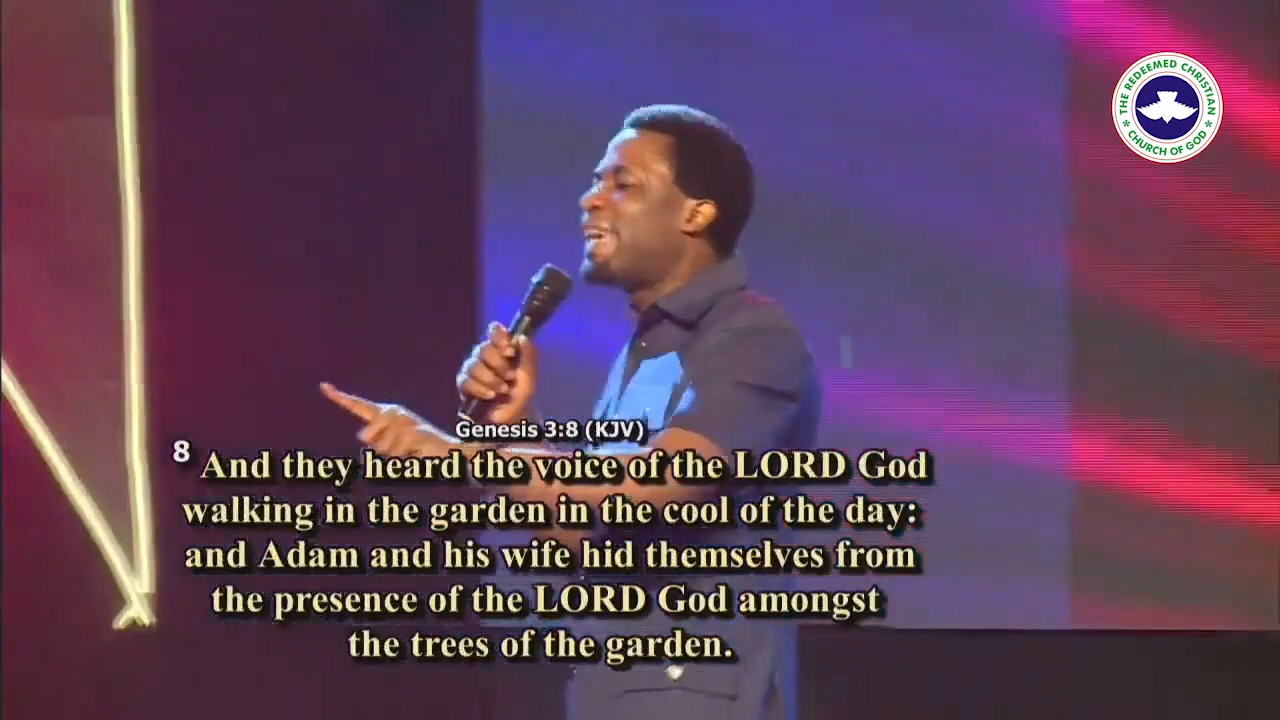 THE REDEEMED CHRISTIAN
CHURCH OF GOD
Genesis 3:8 (KJV)
8 And they heard the voice of the LORD God
walking in the garden in the cool of the day:
and Adam and his wife hid themselves from
the presence of the LORD God amongst
the trees of the garden.